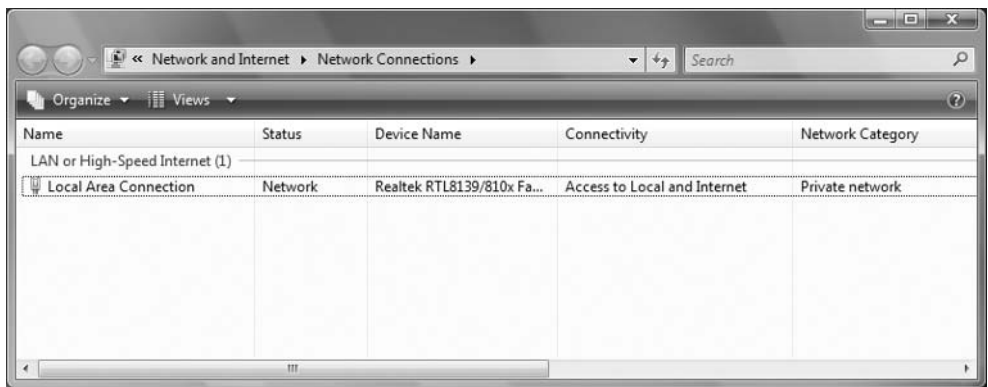 « Network and Internet ▸ Network Connections ▸ Search
Organize Views
Name Status Device Name Connectivity Network Category
LAN or High-Speed Internet (1)
Local Area Connection Network Realtek RTL8139/810x Fa... Access to Local and Internet Private network